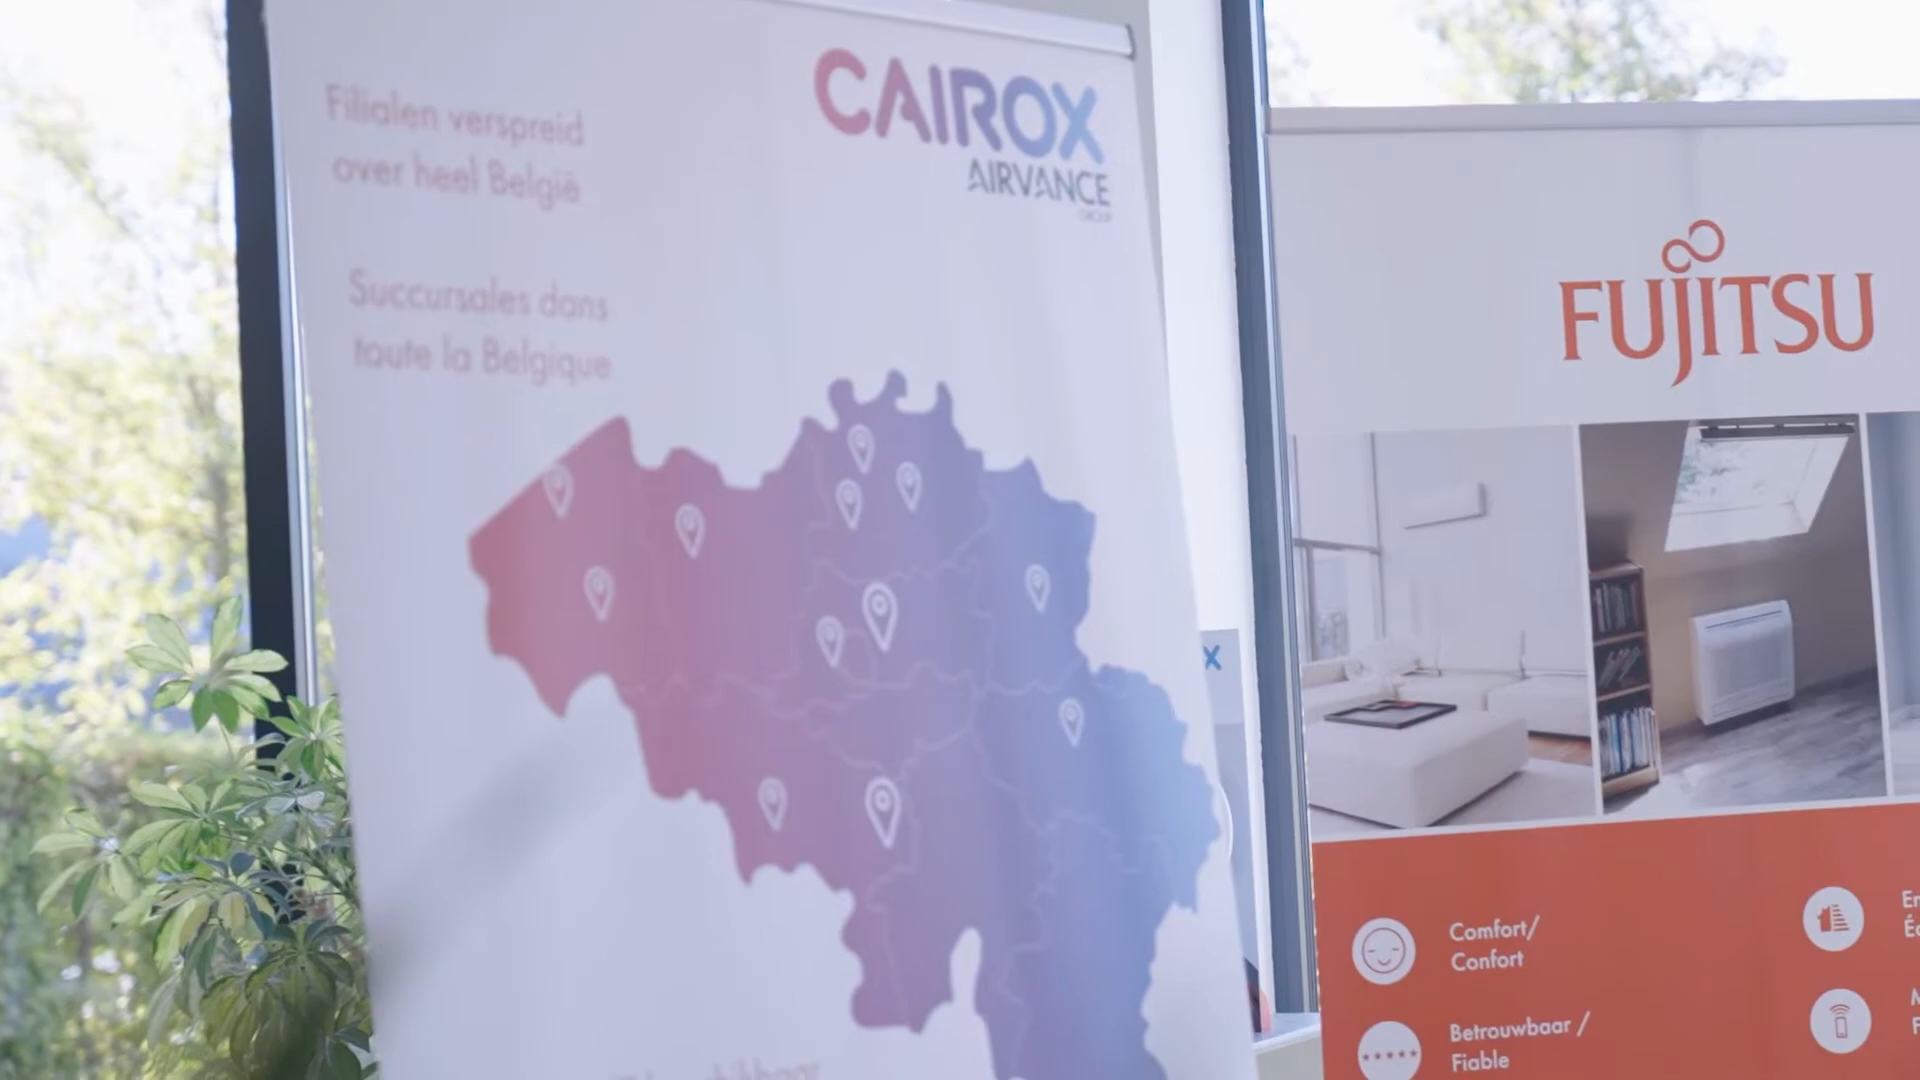 CAIROX
AIRVANCE
GROUP
Filialen verspreid
over heel België
Succursales dans
toute la Belgique
FUJITSU
Comfort/
Confort
Betrouwbaar /
Fiable